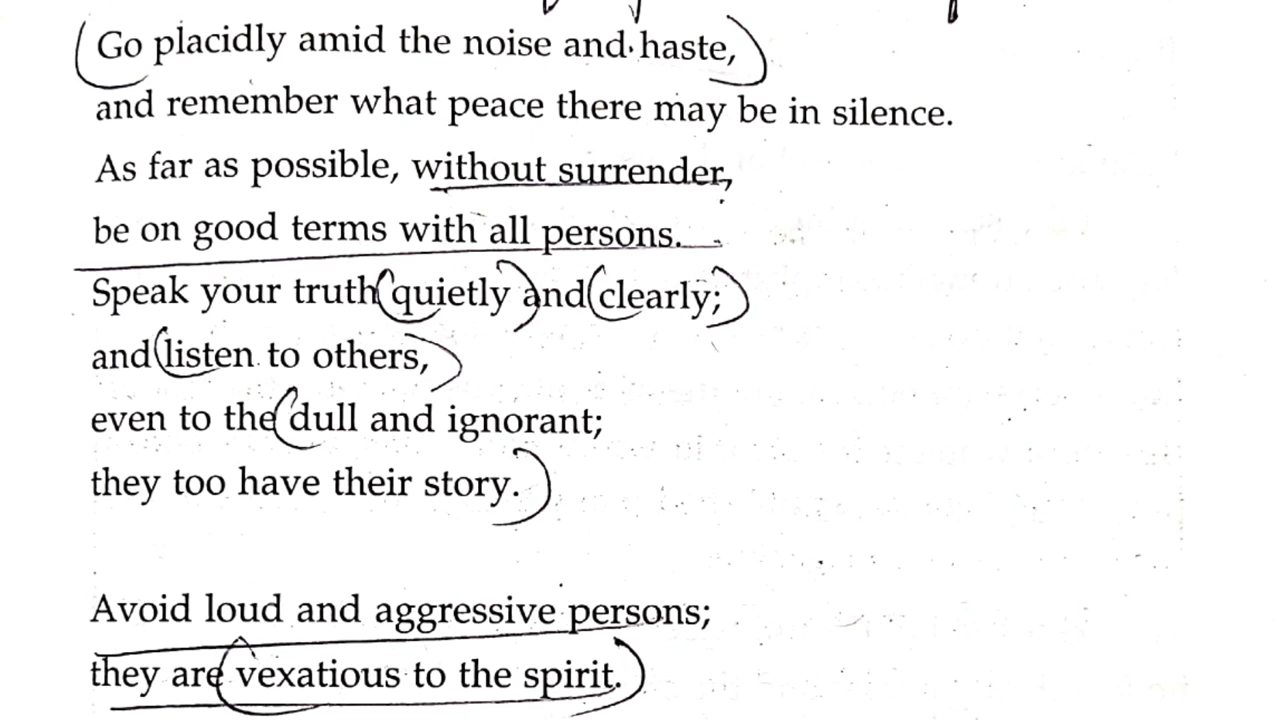 Go placidly amid the noise and haste,
and remember what peace there may be in silence.
As far as possible, without surrender,
be on good terms with all persons.
Speak your truth quietly and clearly;
and listen to others,
even to the dull and ignorant;
they too have their story.
Avoid loud and aggressive persons;
they are vexatious to the spirit.